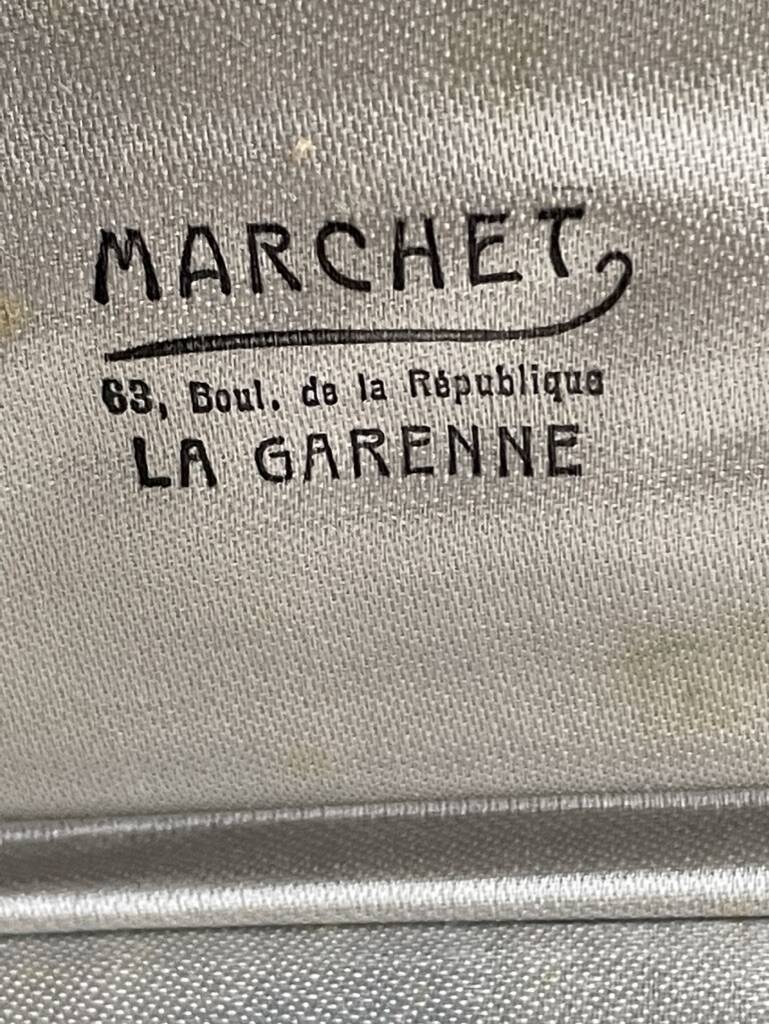 MARCHET
63, Boul. de la République
LA GARENNE